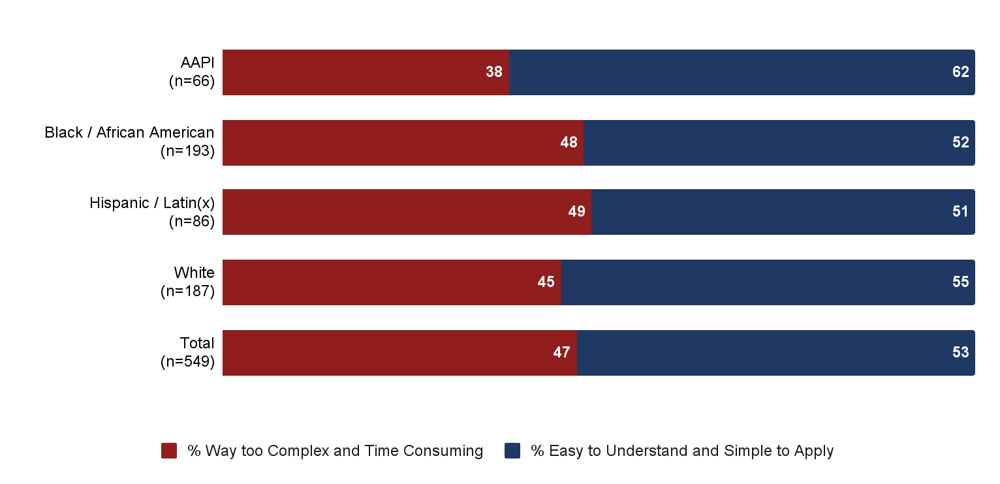 AAPI
(n=66)
38
62
Black / African American
(n=193)
48
52
Hispanic / Latin(x)
(n=86)
49
51
White
(n=187)
45
55
Total
(n=549)
47
53
% Way too Complex and Time Consuming
% Easy to Understand and Simple to Apply